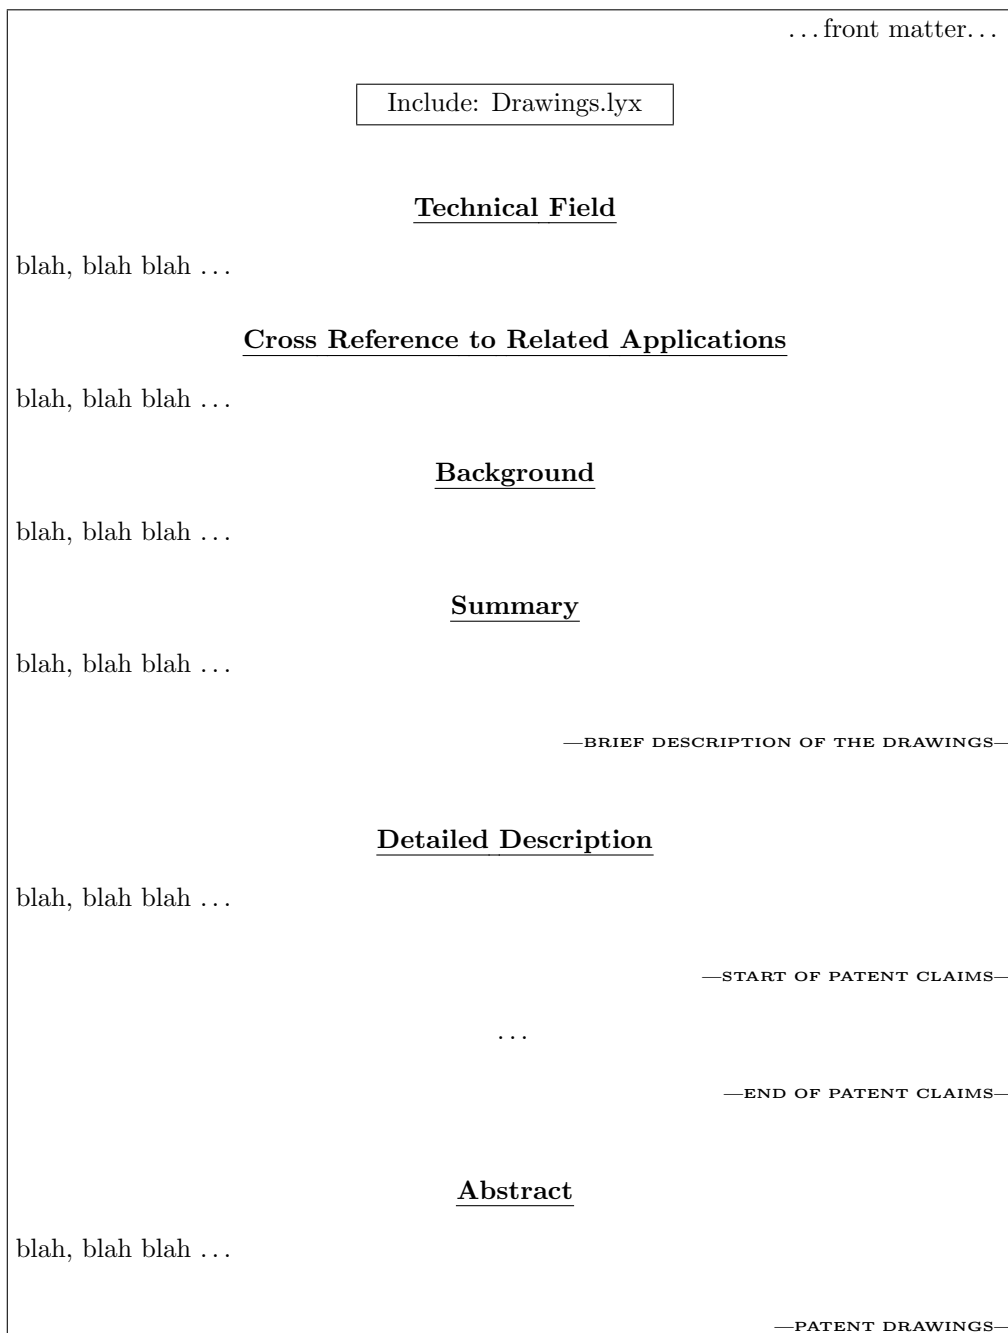 ...front matter...
Include: Drawings.lyx
Technical Field
blah, blah blah ...
Cross Reference to Related Applications
blah, blah blah ...
Background
blah, blah blah ...
Summary
blah, blah blah ...
—BRIEF DESCRIPTION OF THE DRAWINGS—
Detailed Description
blah, blah blah ...
—START OF PATENT CLAIMS—
...
—END OF PATENT CLAIMS—
Abstract
blah, blah blah ...
—PATENT DRAWINGS—